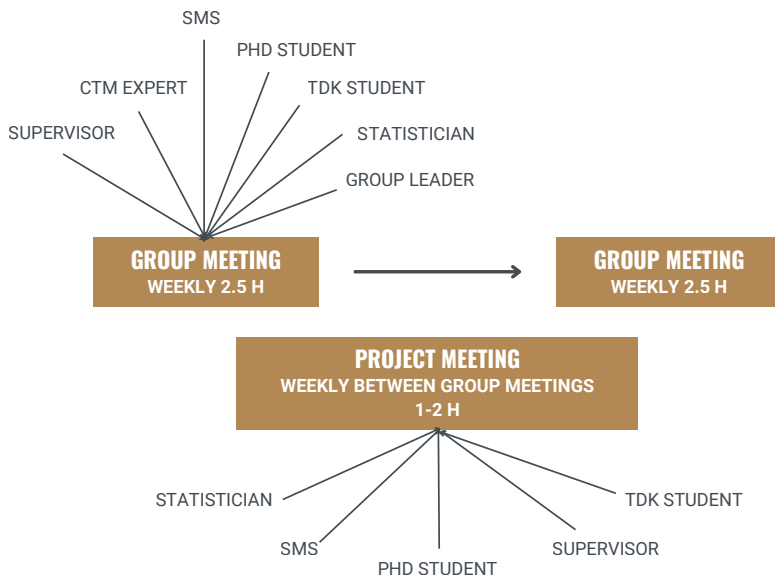 SMS
PHD STUDENT
CTM EXPERT
TDK STUDENT
SUPERVISOR
STATISTICIAN
GROUP LEADER
GROUP MEETING
WEEKLY 2.5 H
GROUP MEETING
WEEKLY 2.5 H
PROJECT MEETING
WEEKLY BETWEEN GROUP MEETINGS
1-2 H
STATISTICIAN
TDK STUDENT
SMS
SUPERVISOR
PHD STUDENT